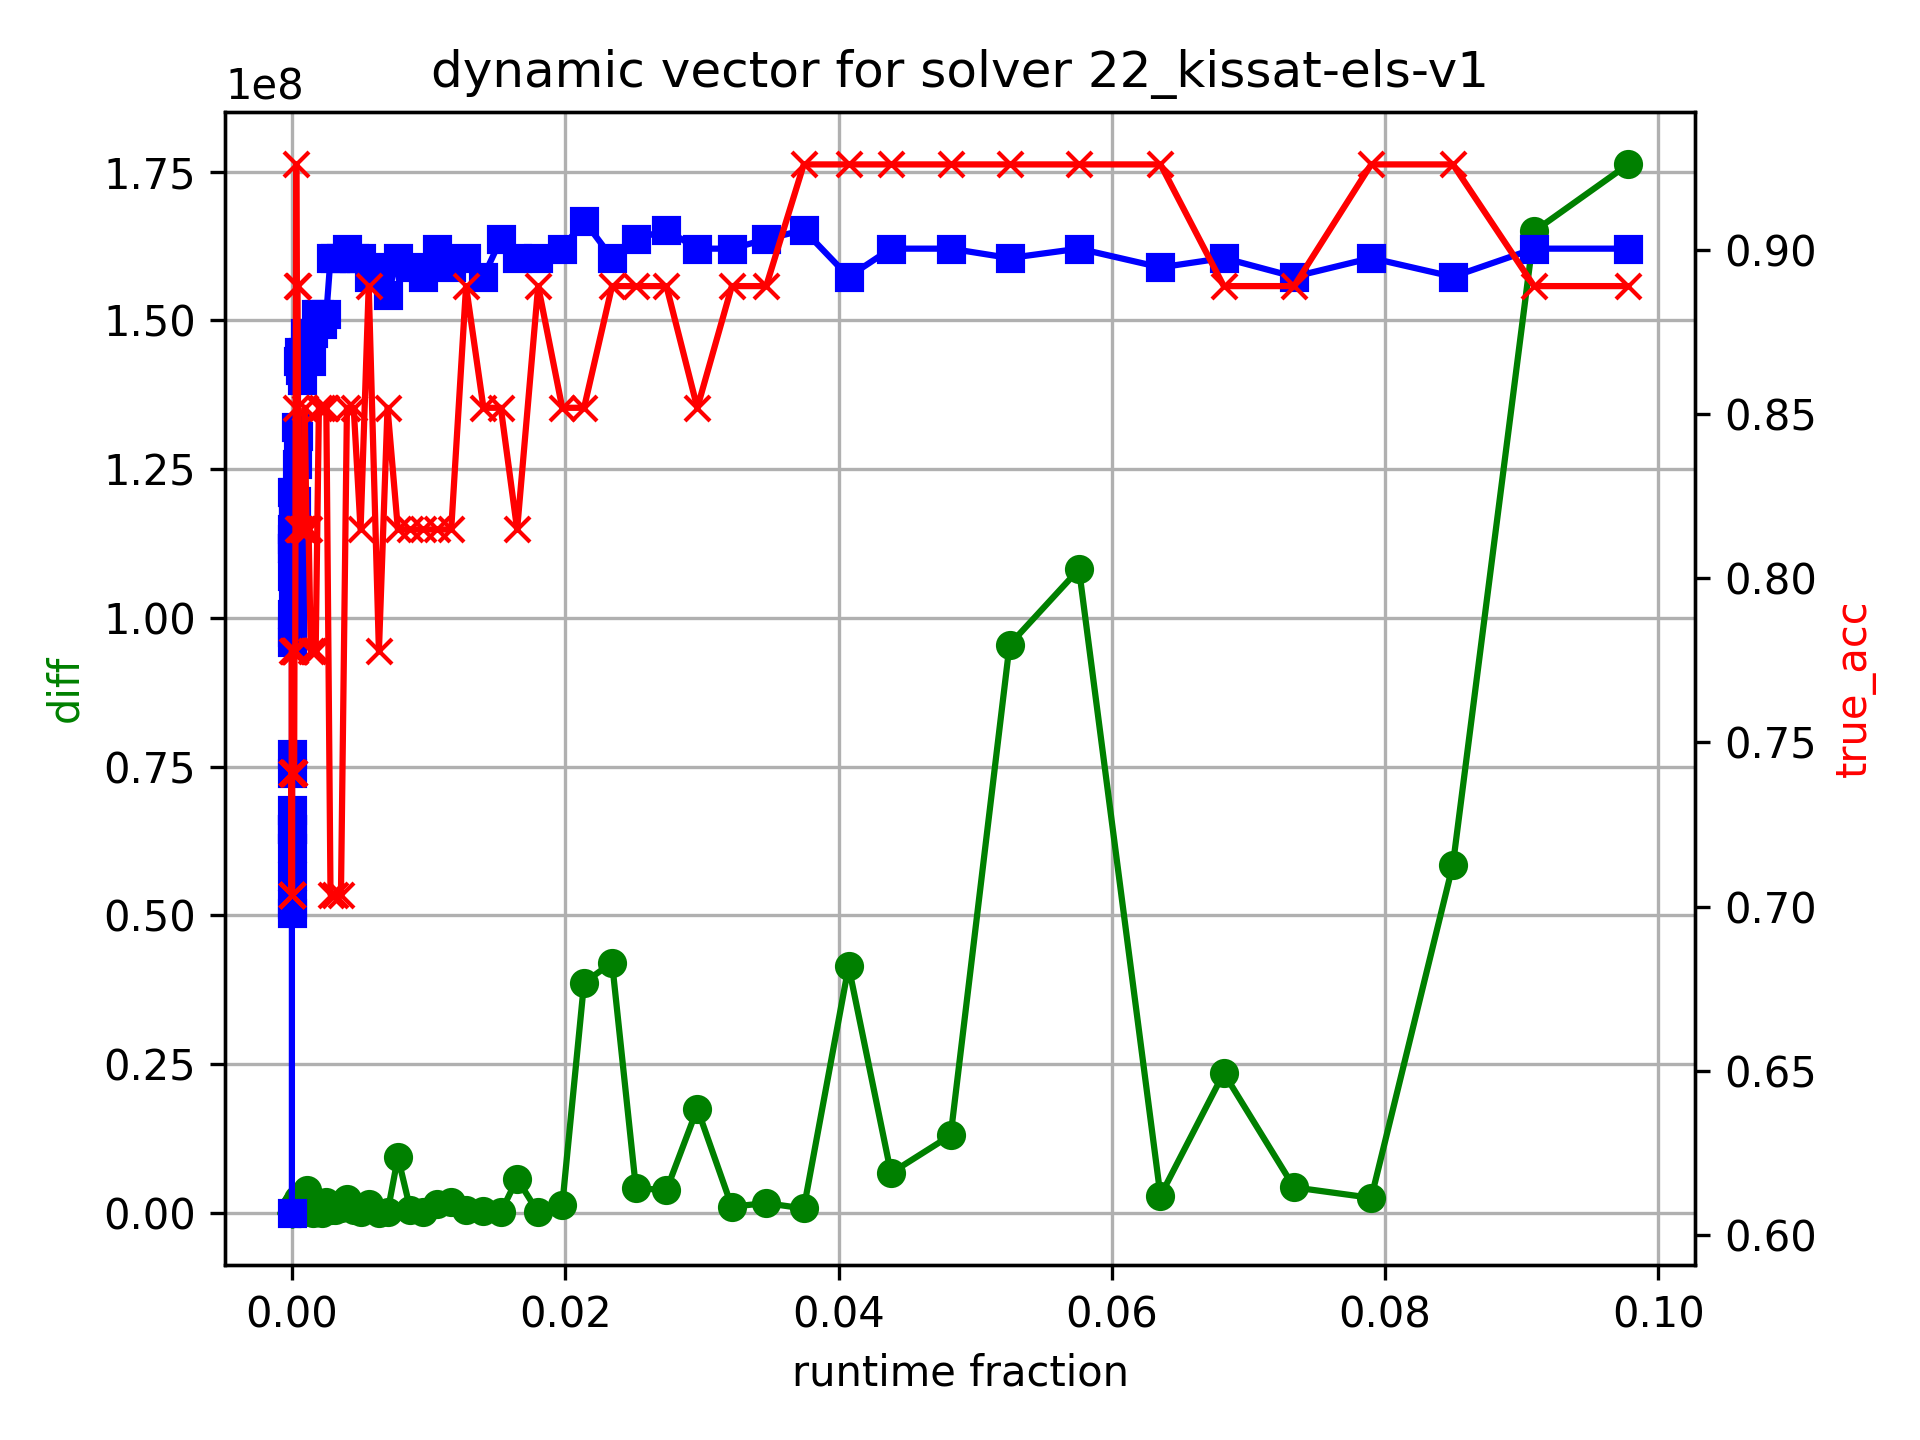 dynamic vector for solver 22_kissat-els-v1
1e8
1.75
1.50
1.25
1.00
0.75
0.50
0.25
0.00
diff
0.90
0.85
0.80
0.75
0.70
0.65
0.60
true_acc
0.00 0.02 0.04 0.06 0.08 0.10
runtime fraction